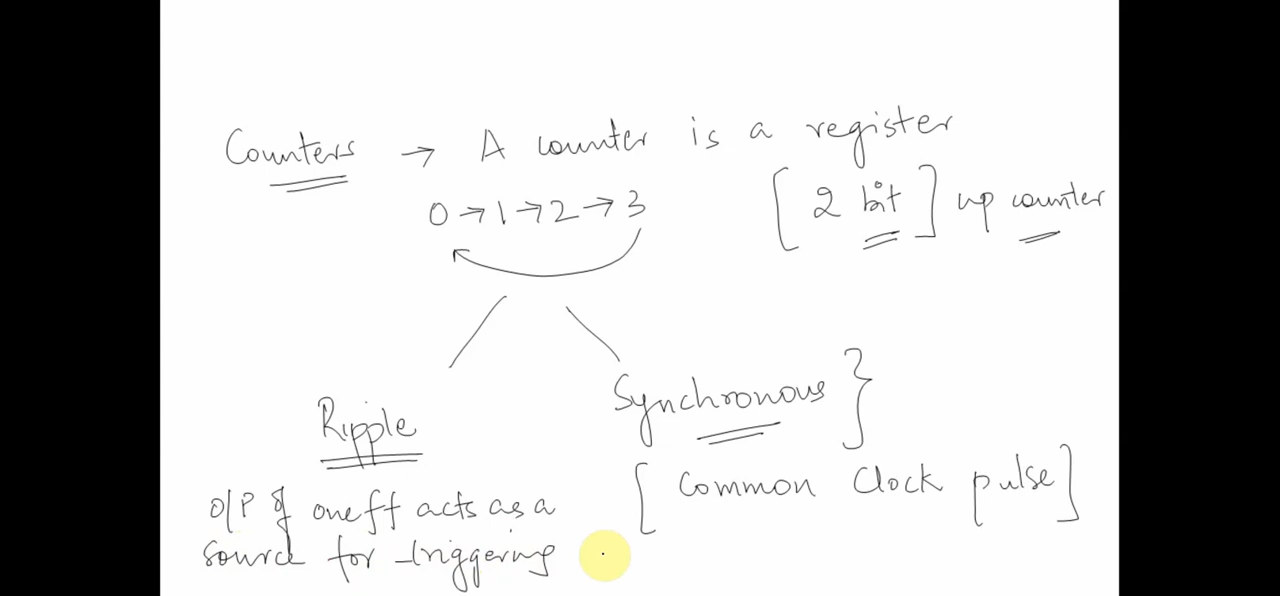 Counters → A counter is a register
0 → 1 → 2 → 3 [ 2 bit ] up counter
Ripple
O/P of one ff acts as a
source for triggering
Synchronous }
[ Common Clock pulse ]